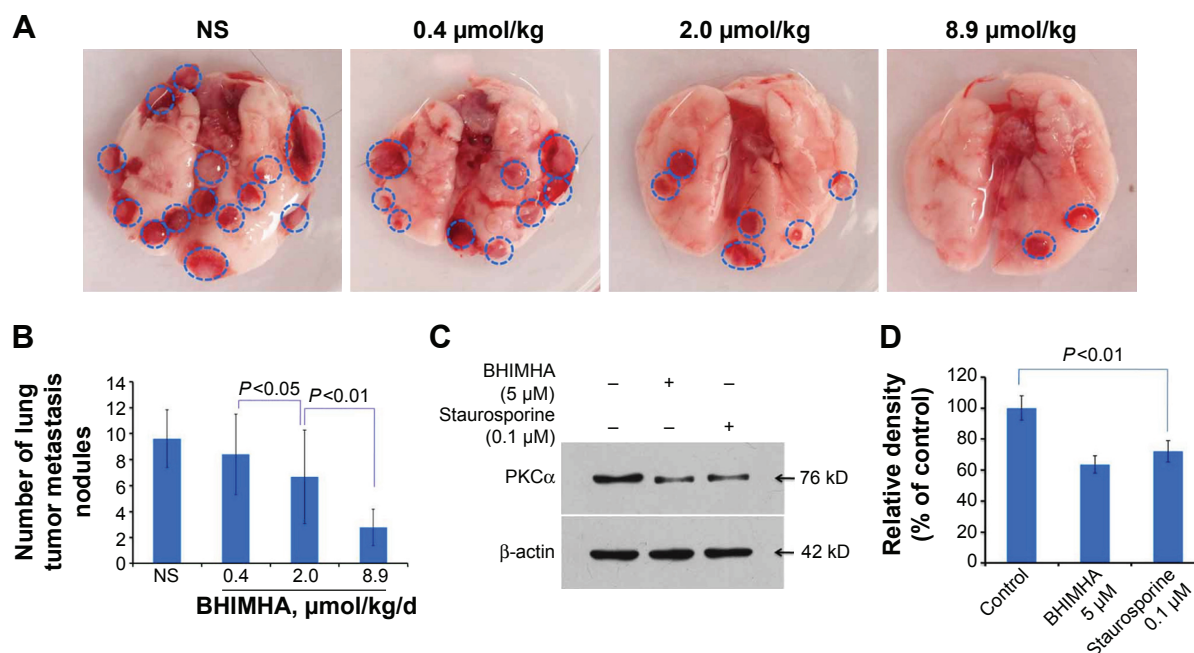 A
NS
0.4 µmol/kg
2.0 µmol/kg
8.9 µmol/kg
B
Number of lung
tumor metastasis
nodules
14
12
10
8
6
4
2
0
P<0.05
P<0.01
NS
0.4
2.0
8.9
BHIMHA, µmol/kg/d
C
BHIMHA
(5 µM)
– + –
Staurosporine
(0.1 µM)
– – +
PKCα
76 kD
β-actin
42 kD
D
Relative density
(% of control)
120
100
80
60
40
20
0
P<0.01
Control
BHIMHA
5 µM
Staurosporine
0.1 µM